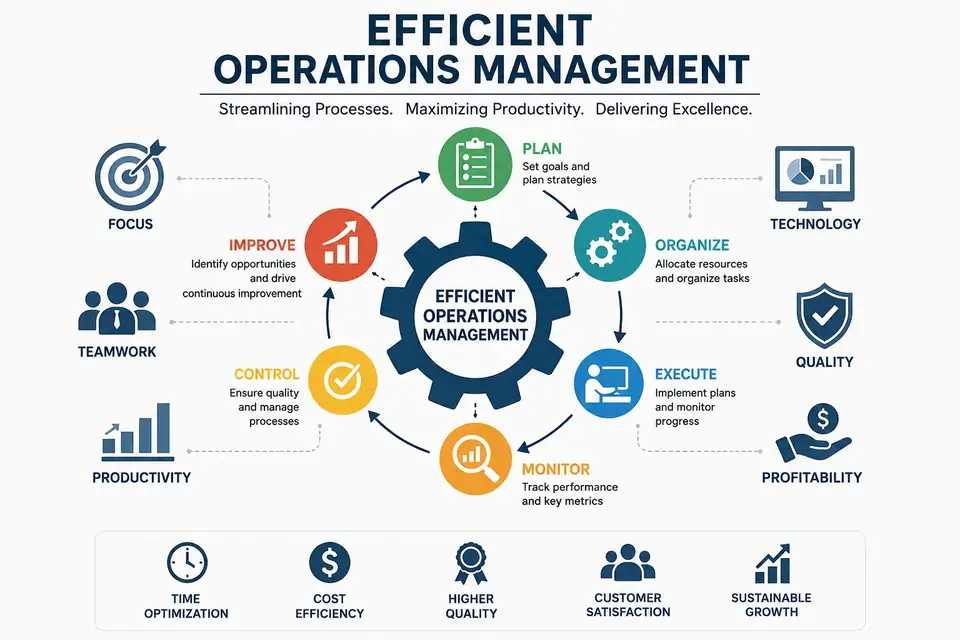 EFFICIENT
OPERATIONS MANAGEMENT
Streamlining Processes. Maximizing Productivity. Delivering Excellence.
FOCUS
TEAMWORK
PRODUCTIVITY
PLAN
Set goals and
plan strategies
ORGANIZE
Allocate resources
and organize tasks
EXECUTE
Implement plans
and monitor
progress
MONITOR
Track performance
and key metrics
CONTROL
Ensure quality
and manage
processes
IMPROVE
Identify opportunities
and drive
continuous improvement
EFFICIENT
OPERATIONS
MANAGEMENT
TECHNOLOGY
QUALITY
$
PROFITABILITY
TIME
OPTIMIZATION
$
COST
EFFICIENCY
HIGHER
QUALITY
CUSTOMER
SATISFACTION
SUSTAINABLE
GROWTH